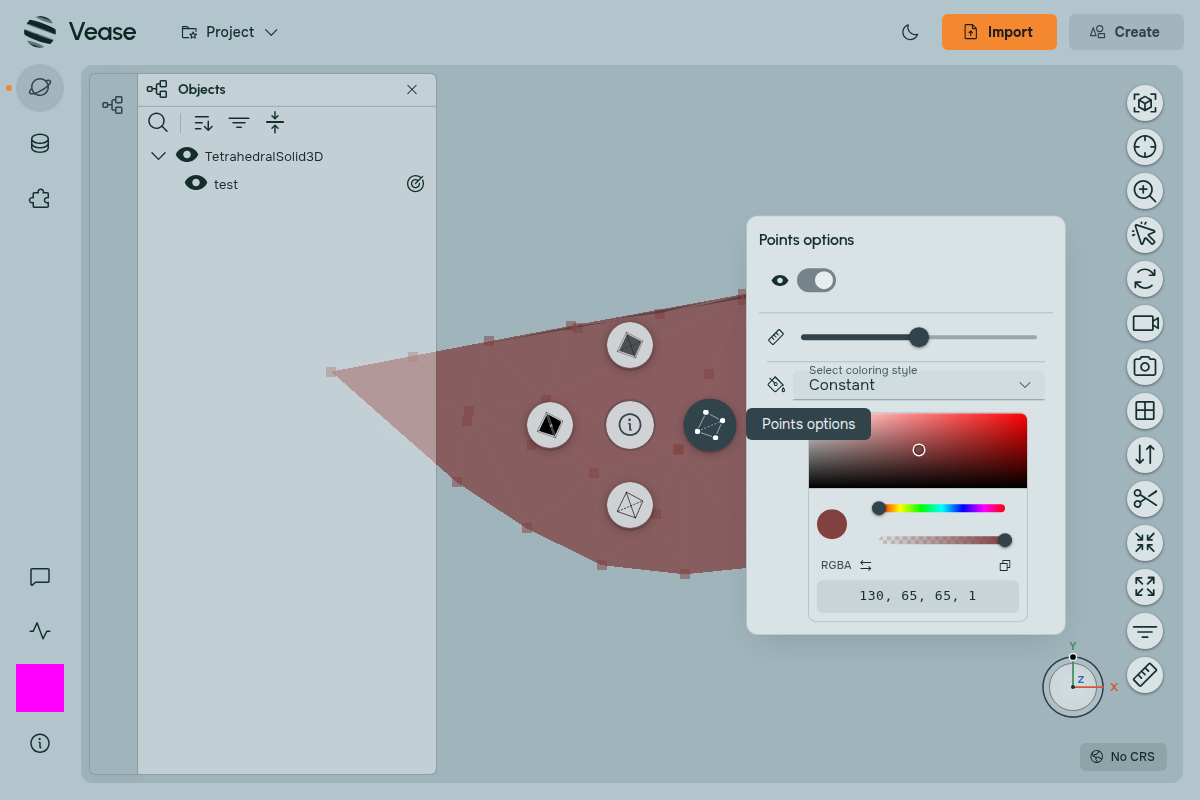 Vease
Project
Import
Create
Objects
TetrahedralSolid3D
test
Points options
Select coloring style
Constant
Points options
RGBA
130, 65, 65, 1
Y
Z
X
No CRS